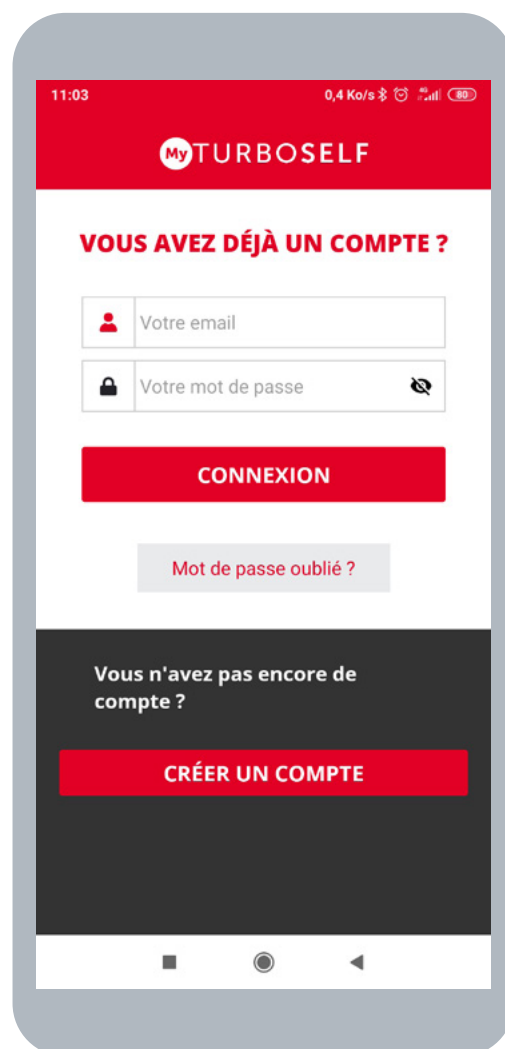 11:03
0,4 Ko/s 4G 80
MyTURBOSELF
VOUS AVEZ DÉJÀ UN COMPTE ?
Votre email
Votre mot de passe
CONNEXION
Mot de passe oublié ?
Vous n'avez pas encore de
compte ?
CRÉER UN COMPTE